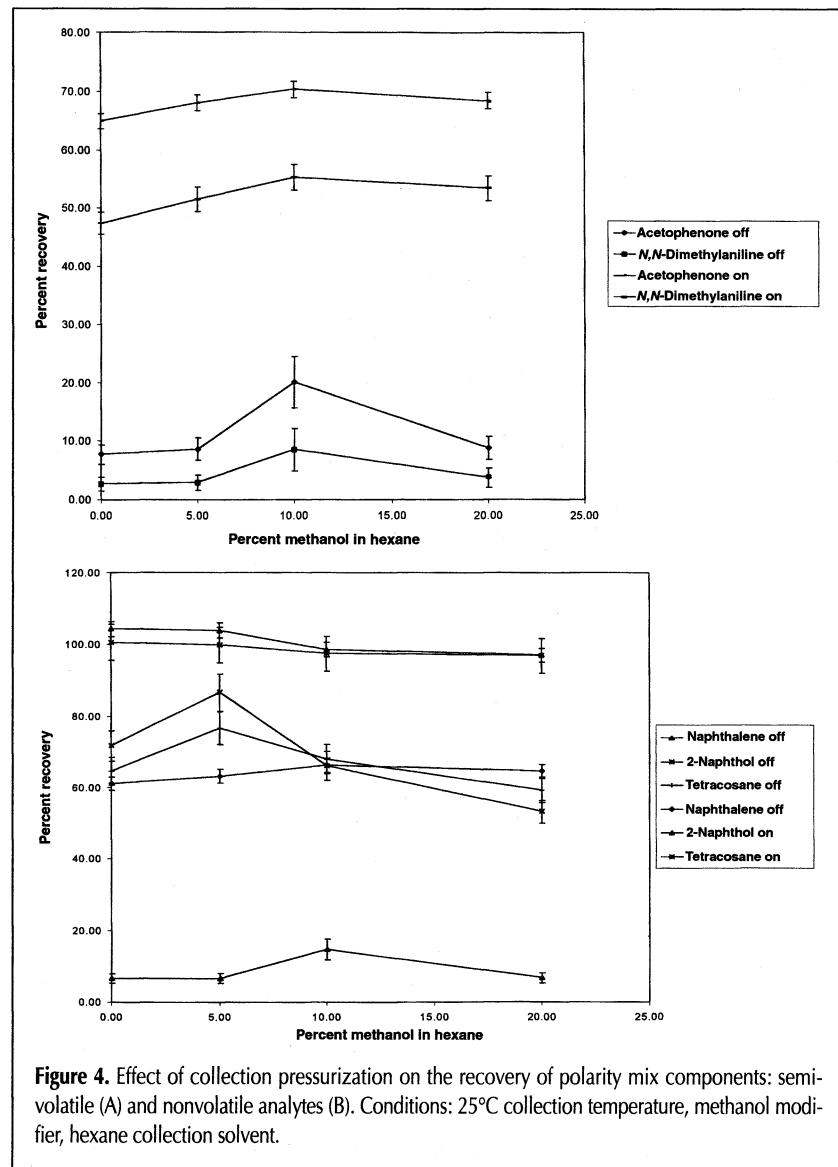 80.00
70.00
60.00
50.00
40.00
30.00
20.00
10.00
0.00
Percent recovery
0.00 5.00 10.00 15.00 20.00 25.00
Percent methanol in hexane
Acetophenone off
N,N-Dimethylaniline off
Acetophenone on
N,N-Dimethylaniline on
120.00
100.00
80.00
60.00
40.00
20.00
0.00
Percent recovery
0.00 5.00 10.00 15.00 20.00 25.00
Percent methanol in hexane
Naphthalene off
2-Naphthol off
Tetracosane off
Naphthalene off
2-Naphthol on
Tetracosane on
Figure 4. Effect of collection pressurization on the recovery of polarity mix components: semi-
volatile (A) and nonvolatile analytes (B). Conditions: 25°C collection temperature, methanol modi-
fier, hexane collection solvent.